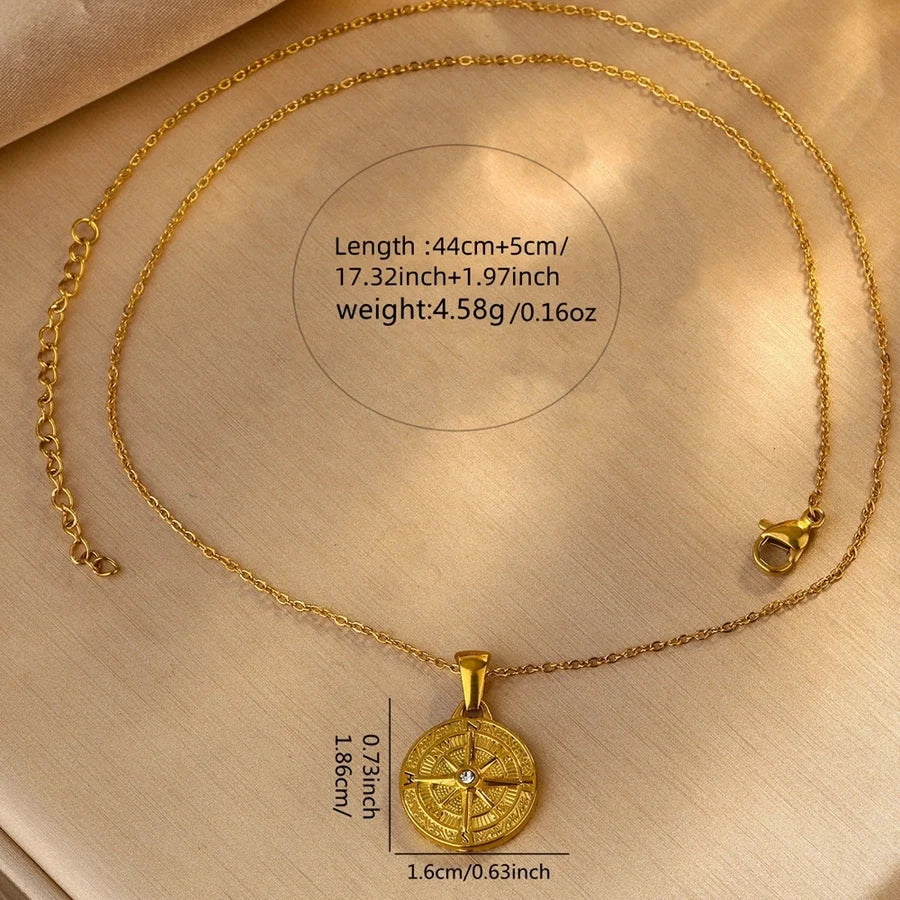 Length :44cm+5cm/
17.32inch+1.97inch
weight:4.58g/0.16oz
0.73inch
1.86cm/
1.6cm/0.63inch
N
W
S